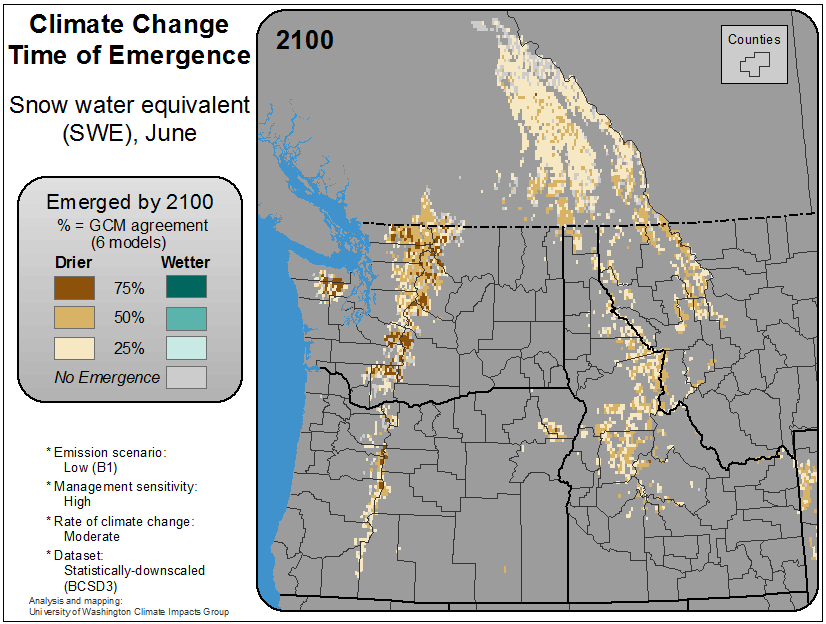 Climate Change
Time of Emergence
Snow water equivalent
(SWE), June
Emerged by 2100
% = GCM agreement
(6 models)
Drier Wetter
75%
50%
25%
No Emergence
* Emission scenario:
Low (B1)
* Management sensitivity:
High
* Rate of climate change:
Moderate
* Dataset:
Statistically-downscaled
(BCSD3)
Analysis and mapping:
University of Washington Climate Impacts Group
2100
Counties